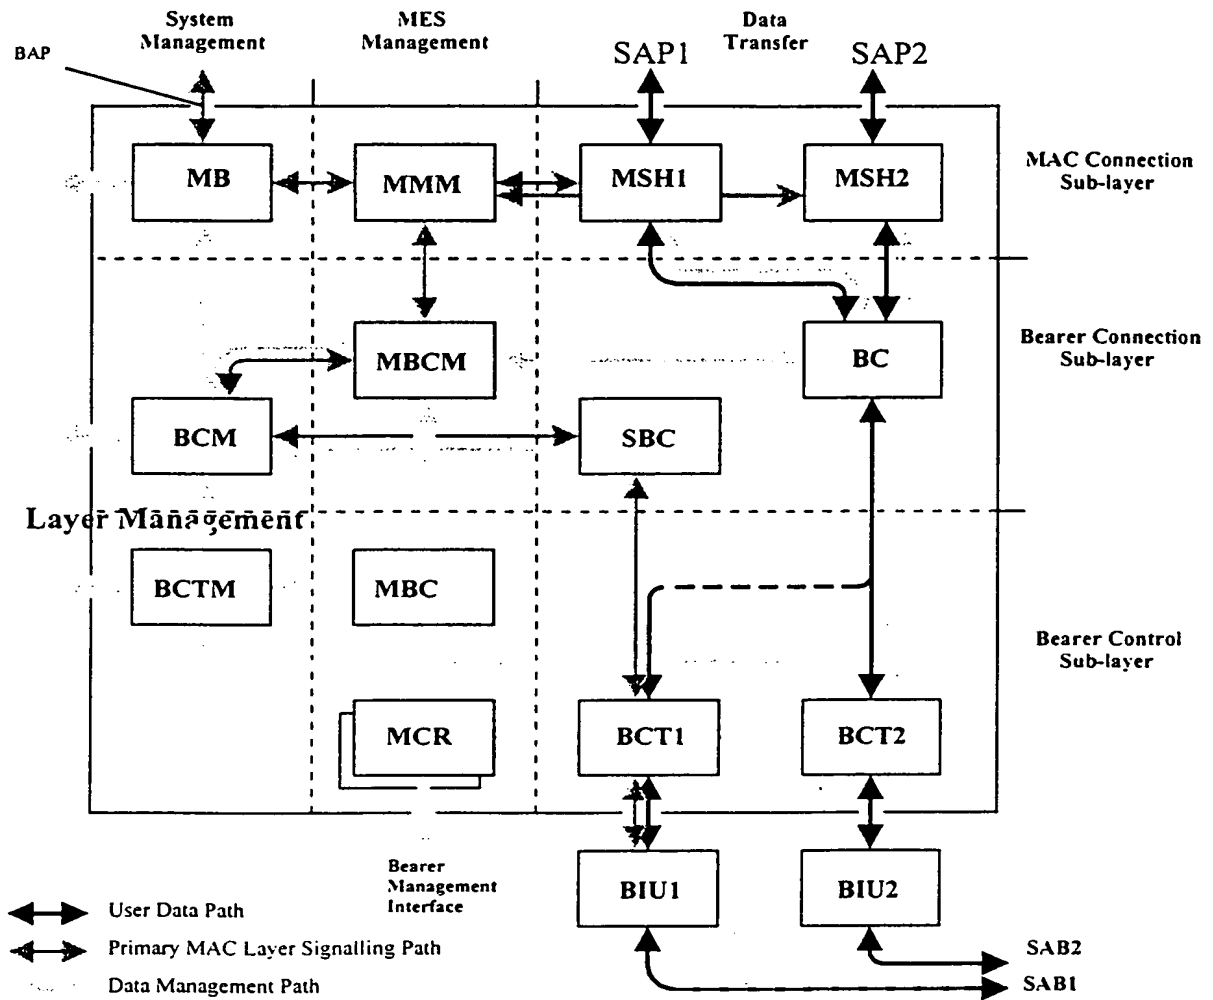 System
Management
MES
Management
Data
Transfer
BAP
SAP1
SAP2
MB
MMM
MSH1
MSH2
MAC Connection
Sub-layer
MBCM
BC
Bearer Connection
Sub-layer
BCM
SBC
Layer Management
BCTM
MBC
Bearer Control
Sub-layer
MCR
BCT1
BCT2
Bearer
Management
Interface
BIU1
BIU2
User Data Path
Primary MAC Layer Signalling Path
Data Management Path
SAB2
SAB1